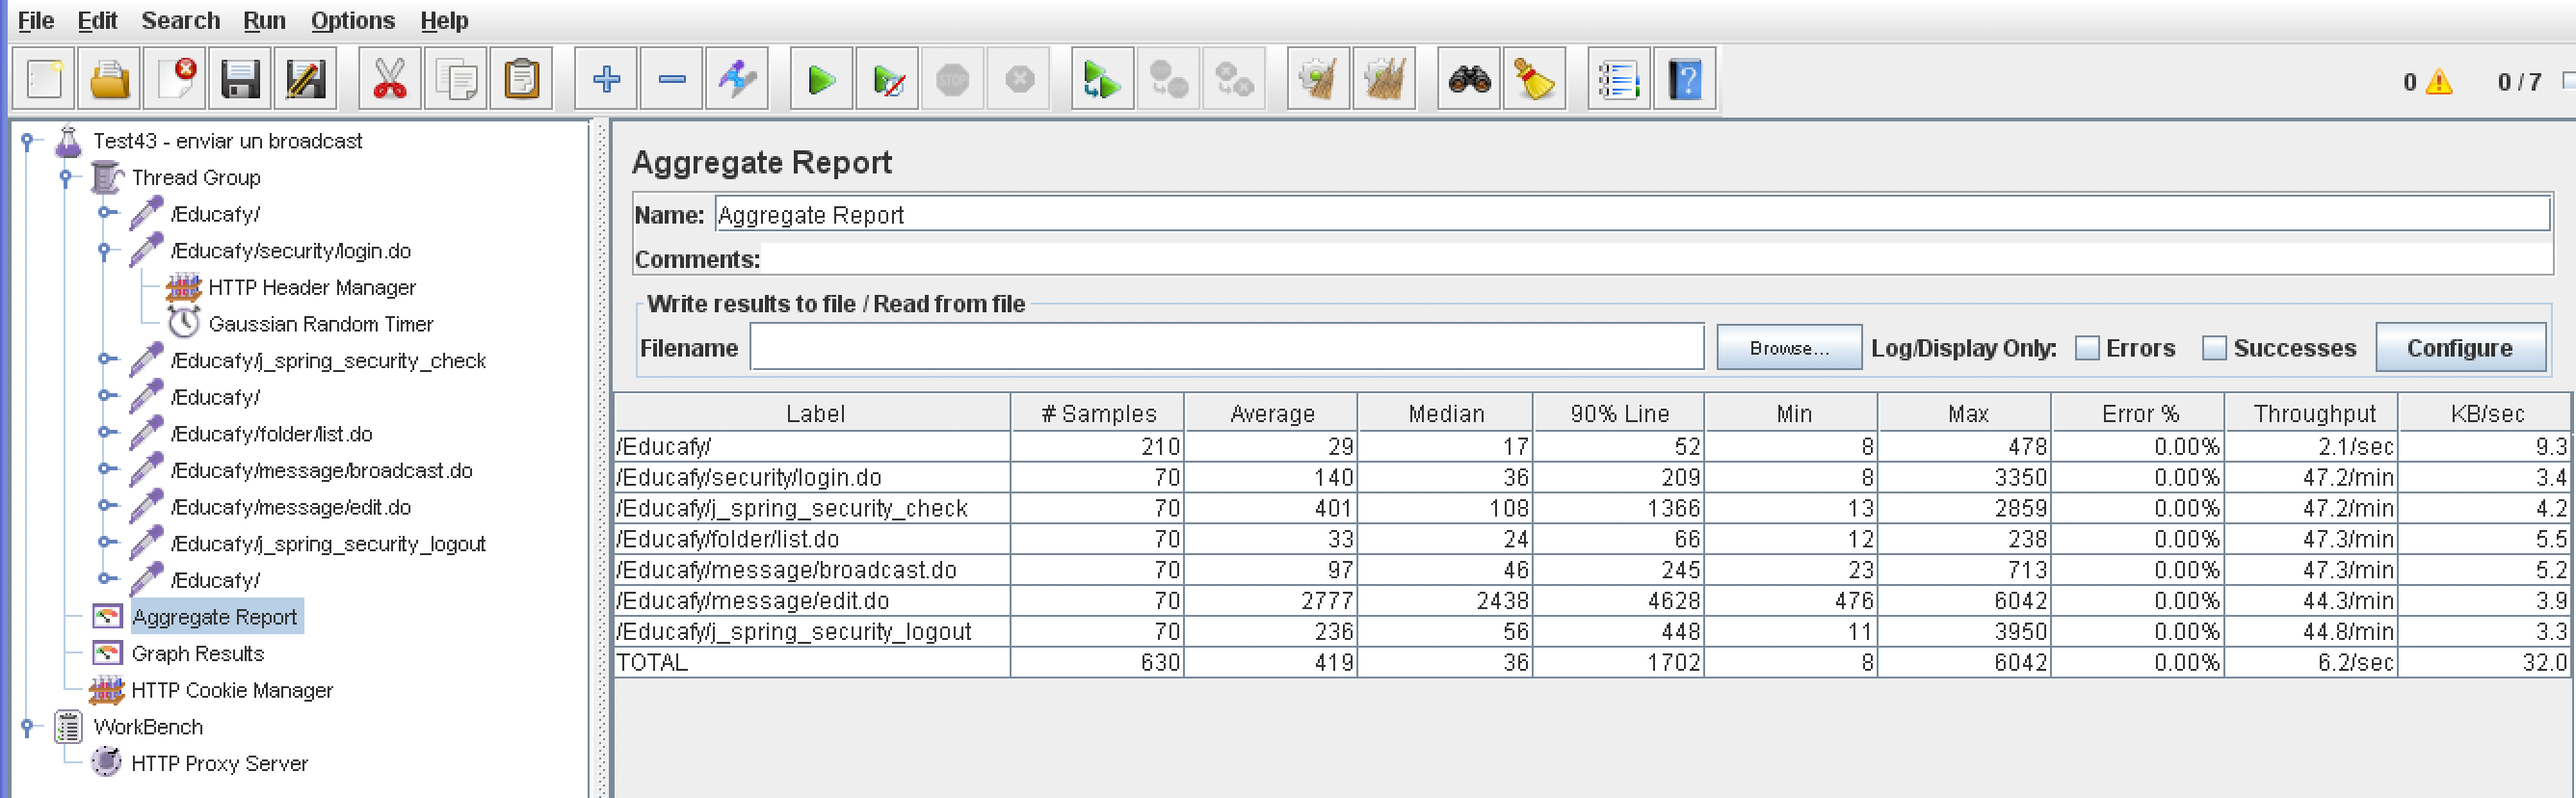 File Edit Search Run Options Help
STOP
0 0 / 7
Test43 - enviar un broadcast
Thread Group
/Educafy/
/Educafy/security/login.do
HTTP Header Manager
Gaussian Random Timer
/Educafy/j_spring_security_check
/Educafy/
/Educafy/folder/list.do
/Educafy/message/broadcast.do
/Educafy/message/edit.do
/Educafy/j_spring_security_logout
/Educafy/
Aggregate Report
Graph Results
HTTP Cookie Manager
WorkBench
HTTP Proxy Server
Aggregate Report
Name: Aggregate Report
Comments:
Write results to file / Read from file
Filename Browse... Log/Display Only: Errors Successes Configure
Label # Samples Average Median 90% Line Min Max Error % Throughput KB/sec
/Educafy/ 210 29 17 52 8 478 0.00% 2.1/sec 9.3
/Educafy/security/login.do 70 140 36 209 8 3350 0.00% 47.2/min 3.4
/Educafy/j_spring_security_check 70 401 108 1366 13 2859 0.00% 47.2/min 4.2
/Educafy/folder/list.do 70 33 24 66 12 238 0.00% 47.3/min 5.5
/Educafy/message/broadcast.do 70 97 46 245 23 713 0.00% 47.3/min 5.2
/Educafy/message/edit.do 70 2777 2438 4628 476 6042 0.00% 44.3/min 3.9
/Educafy/j_spring_security_logout 70 236 56 448 11 3950 0.00% 44.8/min 3.3
TOTAL 630 419 36 1702 8 6042 0.00% 6.2/sec 32.0